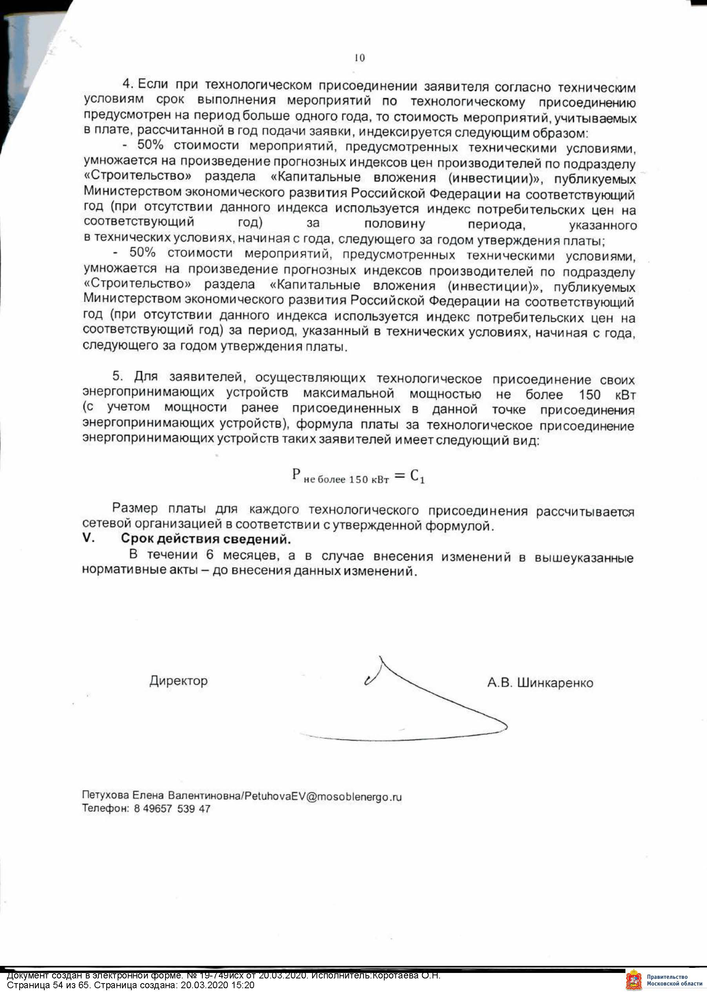 10
4. Если при технологическом присоединении заявителя согласно техническим
условиям срок выполнения мероприятий по технологическому присоединению
предусмотрен на период больше одного года, то стоимость мероприятий, учитываемых
в плате, рассчитанной в год подачи заявки, индексируется следующим образом:
- 50% стоимости мероприятий, предусмотренных техническими условиями,
умножается на произведение прогнозных индексов цен производителей по подразделу
«Строительство» раздела «Капитальные вложения (инвестиции)», публикуемых
Министерством экономического развития Российской Федерации на соответствующий
год (при отсутствии данного индекса используется индекс потребительских цен на
соответствующий год) за половину периода, указанного
в технических условиях, начиная с года, следующего за годом утверждения платы;
- 50% стоимости мероприятий, предусмотренных техническими условиями,
умножается на произведение прогнозных индексов производителей по подразделу
«Строительство» раздела «Капитальные вложения (инвестиции)», публикуемых
Министерством экономического развития Российской Федерации на соответствующий
год (при отсутствии данного индекса используется индекс потребительских цен на
соответствующий год) за период, указанный в технических условиях, начиная с года,
следующего за годом утверждения платы.
5. Для заявителей, осуществляющих технологическое присоединение своих
энергопринимающих устройств максимальной мощностью не более 150 кВт
(с учетом мощности ранее присоединенных в данной точке присоединения
энергопринимающих устройств), формула платы за технологическое присоединение
энергопринимающих устройств таких заявителей имеет следующий вид:
P не более 150 кВт = C1
Размер платы для каждого технологического присоединения рассчитывается
сетевой организацией в соответствии с утвержденной формулой.
V. Срок действия сведений.
В течении 6 месяцев, а в случае внесения изменений в вышеуказанные
нормативные акты – до внесения данных изменений.
Директор А.В. Шинкаренко
Петухова Елена Валентиновна/PetuhovaEV@mosoblenergo.ru
Телефон: 8 49657 539 47
Документ создан в электронной форме. № 19-749исх от 20.03.2020. Исполнитель:Коротаева О.Н.
Страница 54 из 65. Страница создана: 20.03.2020 15:20
Правительство
Московской области